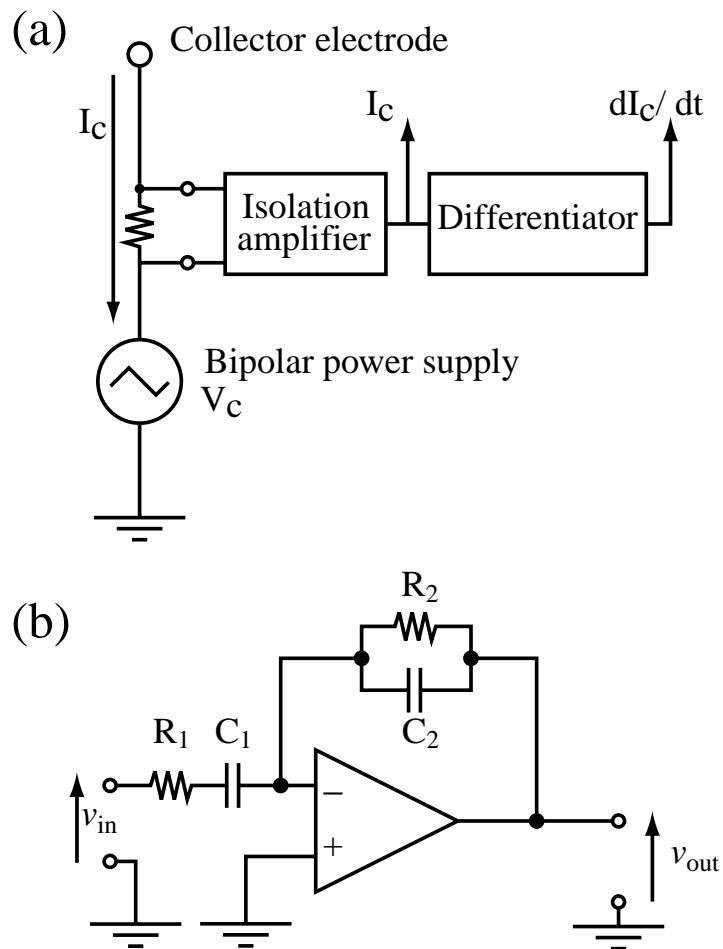 (a)
Collector electrode
I_c
I_c
dI_c/ dt
Isolation
amplifier
Differentiator
Bipolar power supply
V_c
(b)
R_2
C_2
R_1
C_1
v_in
−
+
v_out